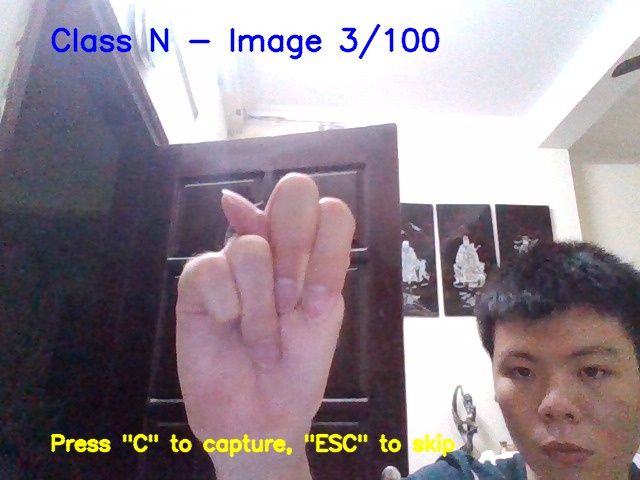 Class N - Image 3/100
Press "C" to capture, "ESC" to skip